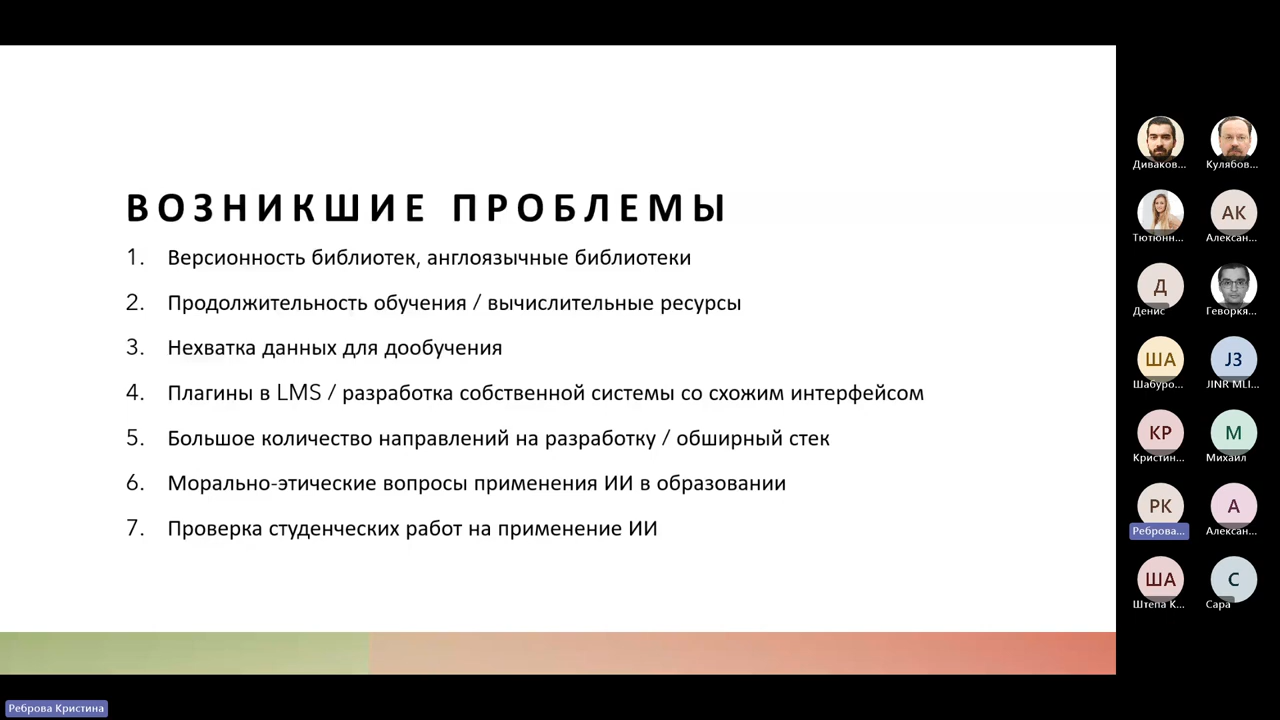 ВОЗНИКШИЕ ПРОБЛЕМЫ
1. Версионность библиотек, англоязычные библиотеки
2. Продолжительность обучения / вычислительные ресурсы
3. Нехватка данных для дообучения
4. Плагины в LMS / разработка собственной системы со схожим интерфейсом
5. Большое количество направлений на разработку / обширный стек
6. Морально-этические вопросы применения ИИ в образовании
7. Проверка студенческих работ на применение ИИ
Диваков...
Кулябов...
Тютюнн...
АК
Алексан...
Д
Денис
Геворкя...
ША
Шабуро...
JЗ
JINR MLI...
КР
Кристин...
М
Михаил
РК
Реброва...
А
Алексан...
ША
Штепа К...
С
Сара
Реброва Кристина